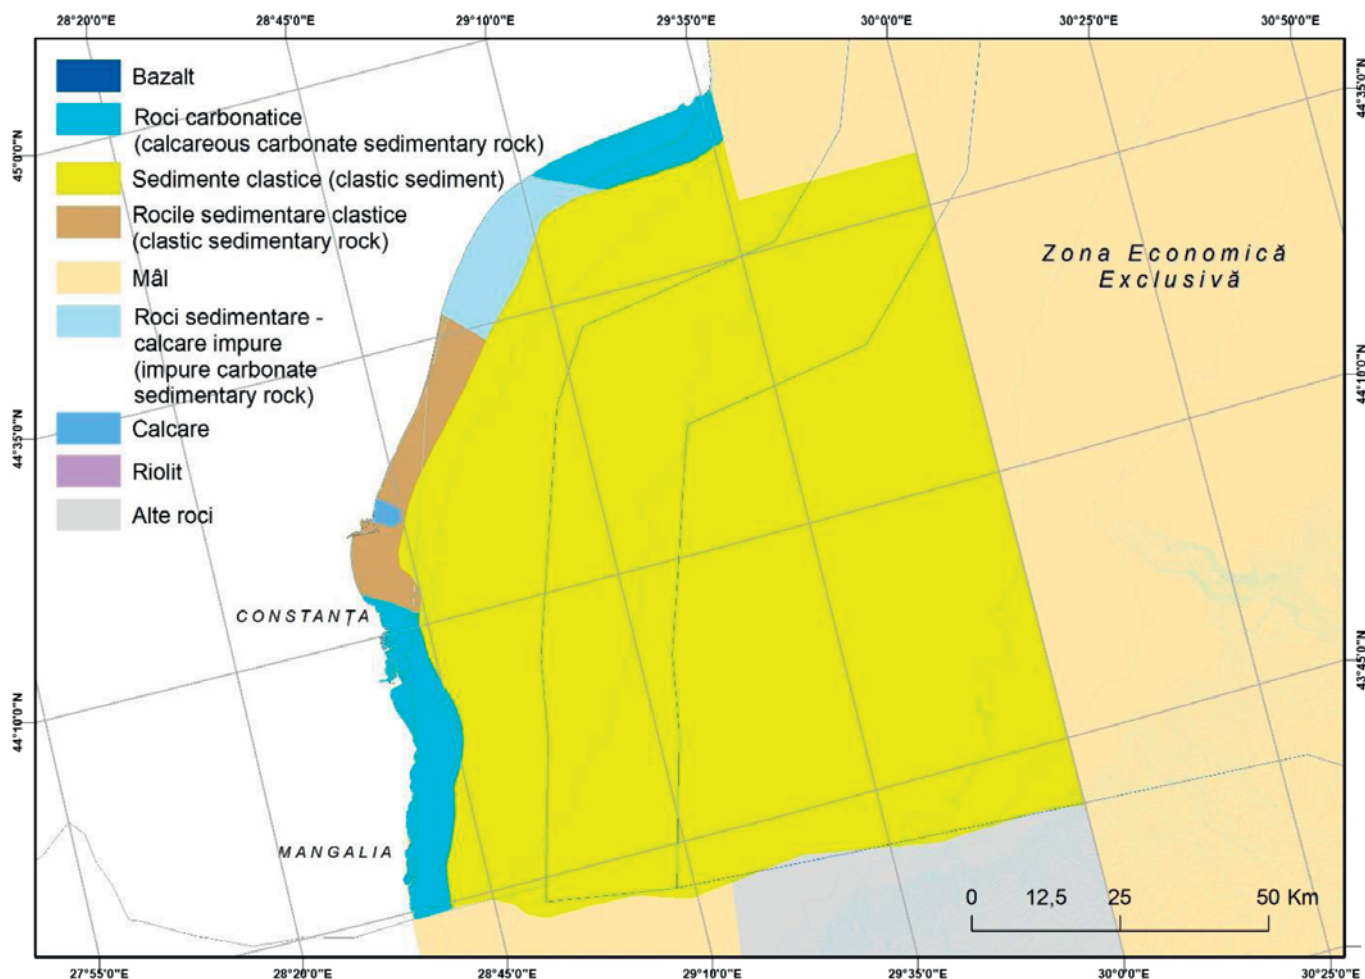 28°20'0"E 28°45'0"E 29°10'0"E 29°35'0"E 30°0'0"E 30°25'0"E 30°50'0"E
Bazalt
Roci carbonatice
(calcareous carbonate sedimentary rock)
Sedimente clastice (clastic sediment)
Rocile sedimentare clastice
(clastic sedimentary rock)
Mâl
Roci sedimentare -
calcare impure
(impure carbonate
sedimentary rock)
Calcare
Riolit
Alte roci
45°0'0"N
44°35'0"N
44°10'0"N
Zona Economică
Exclusivă
CONSTANȚA
MANGALIA
44°35'0"N
44°10'0"N
43°45'0"N
0 12,5 25 50 Km
27°55'0"E 28°20'0"E 28°45'0"E 29°10'0"E 29°35'0"E 30°0'0"E 30°25'0"E